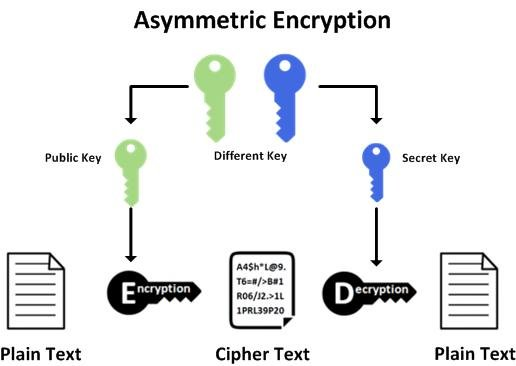 Asymmetric Encryption
Public Key
Different Key
Secret Key
Encryption
A4$h*L@9.
T6=#/>B#1
R06/J2.>1L
1PRL39P20
Decryption
Plain Text
Cipher Text
Plain Text